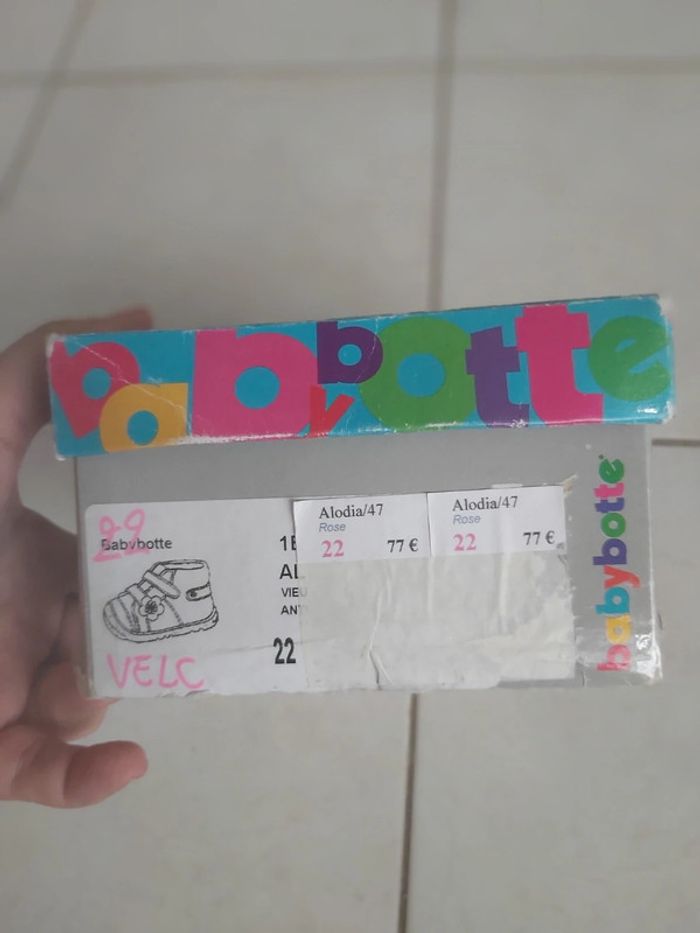 babybotte
babybotte
22
Babybotte
VELC
1E
AL
VIEU
ANT
22
Alodia/47
Rose
22 77 €
Alodia/47
Rose
22 77 €